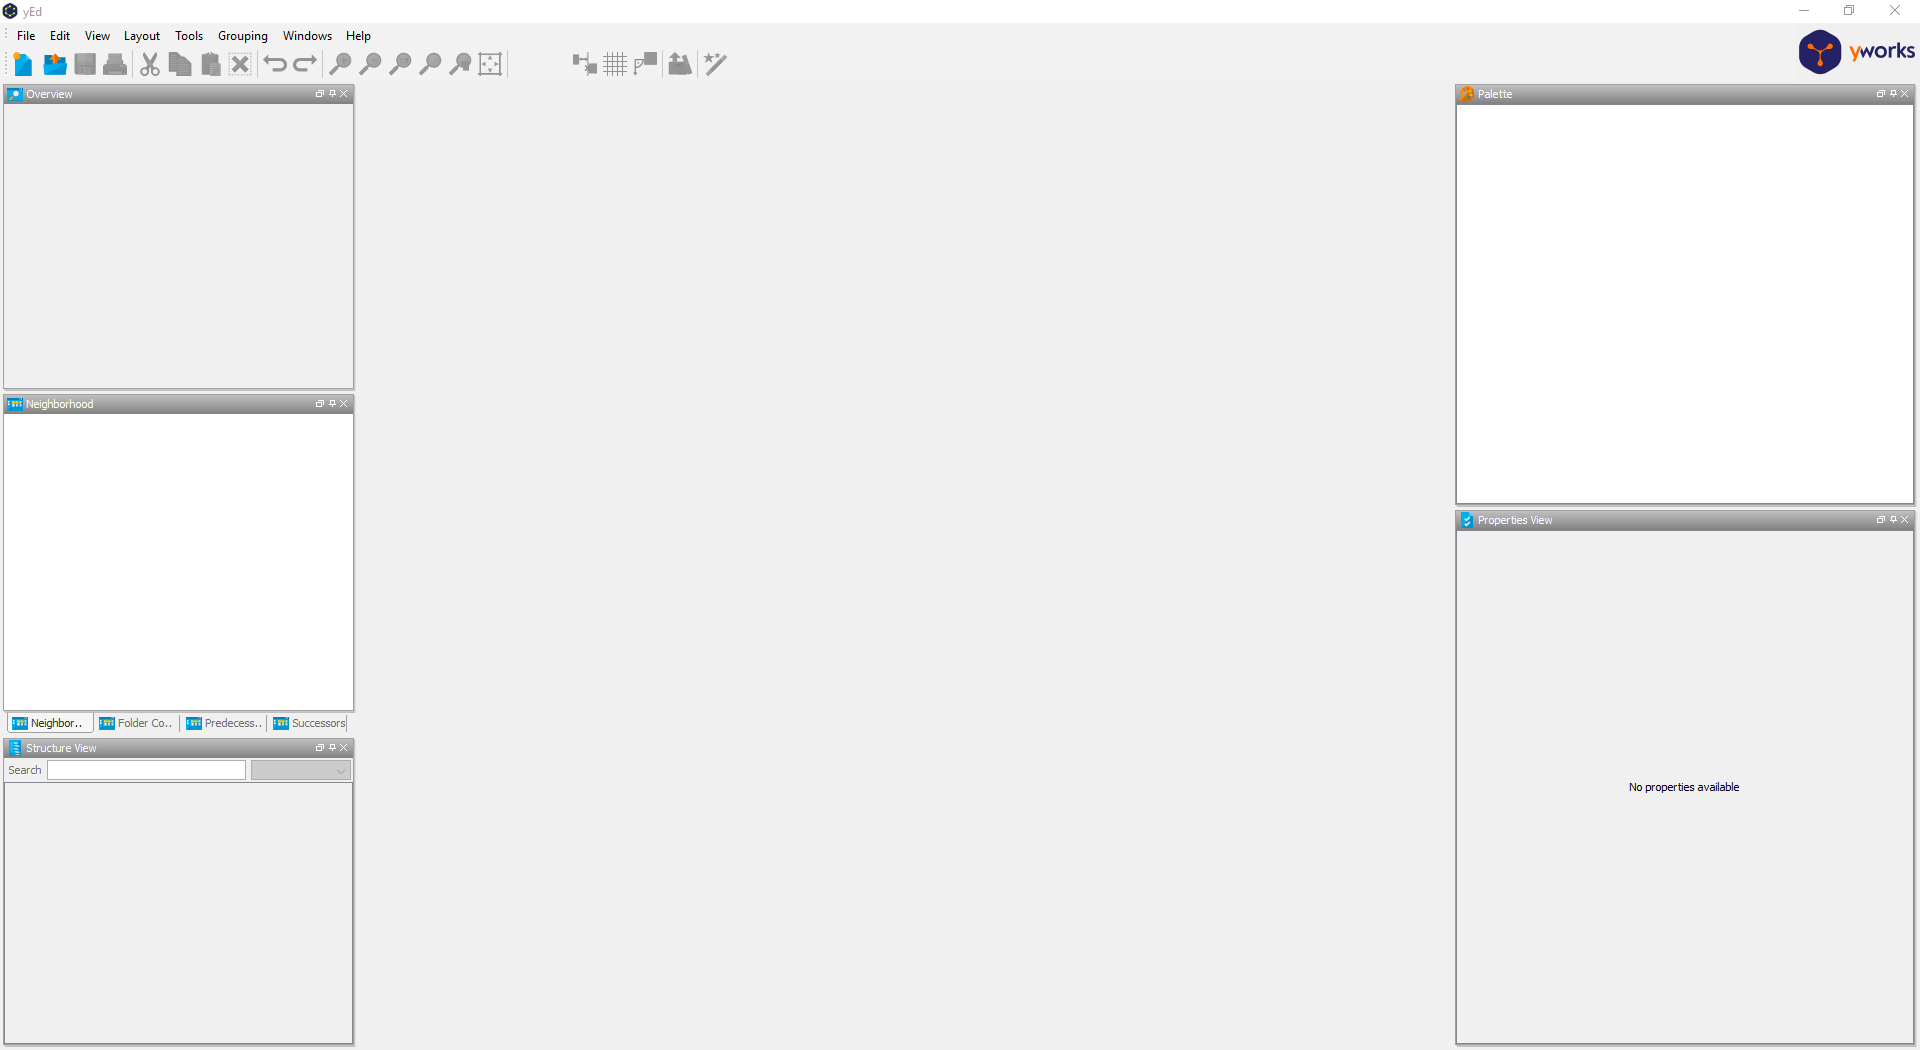 yEd
File Edit View Layout Tools Grouping Windows Help
yworks
Overview
Palette
Neighborhood
Properties View
Neighbor..
Folder Co..
Predecess..
Successors
Structure View
Search
No properties available